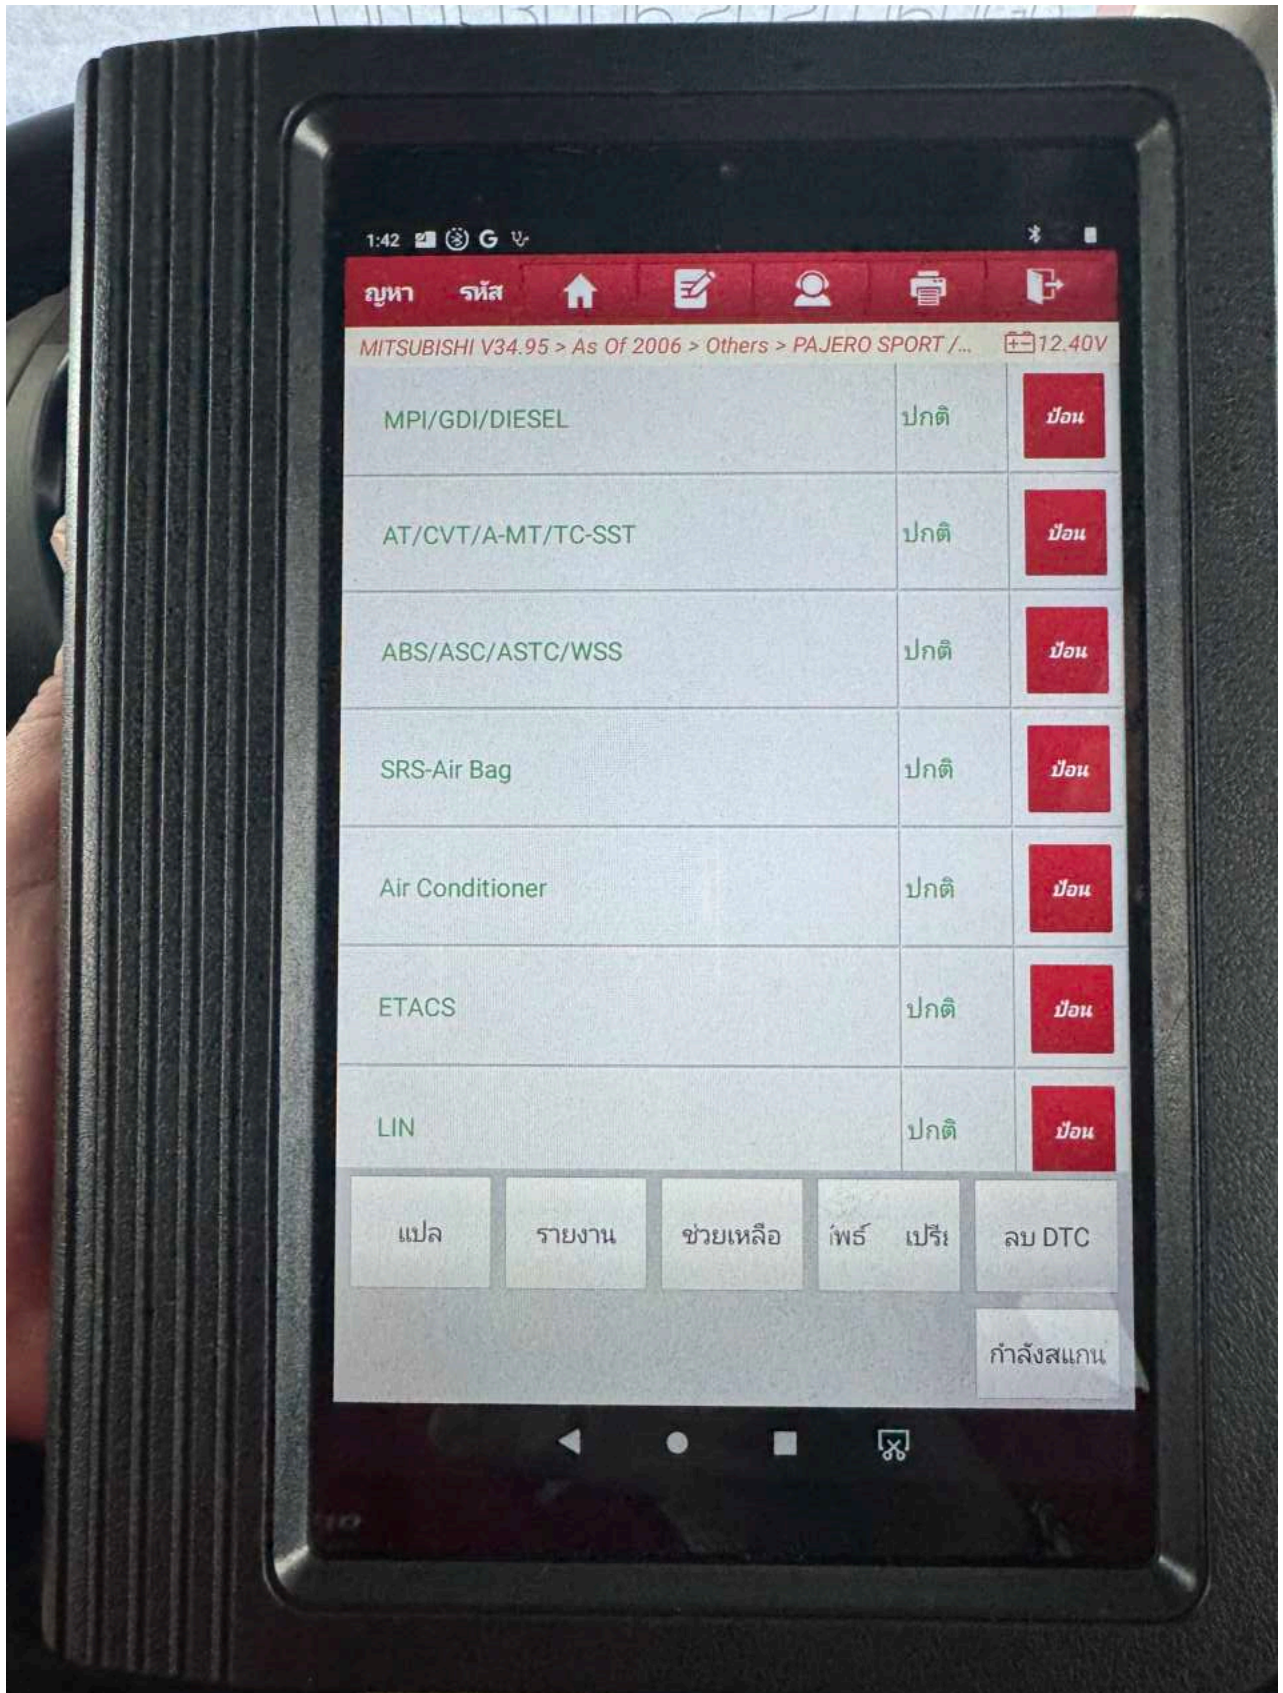 1:42
ญหา รหัส
MITSUBISHI V34.95 > As Of 2006 > Others > PAJERO SPORT /... 12.40V
MPI/GDI/DIESEL ปกติ ป้อน
AT/CVT/A-MT/TC-SST ปกติ ป้อน
ABS/ASC/ASTC/WSS ปกติ ป้อน
SRS-Air Bag ปกติ ป้อน
Air Conditioner ปกติ ป้อน
ETACS ปกติ ป้อน
LIN ปกติ ป้อน
แปล รายงาน ช่วยเหลือ ลบ DTC
กำลังสแกน